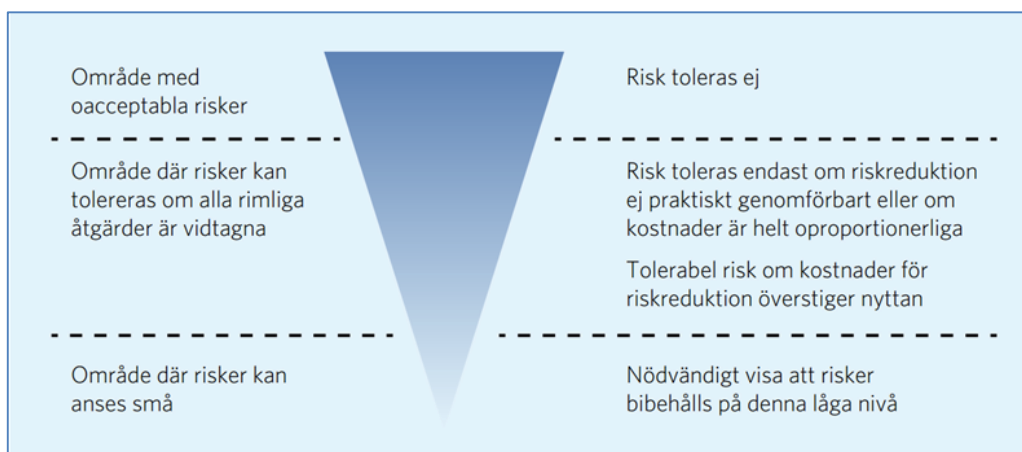 Område med
oacceptabla risker
Risk toleras ej
Område där risker kan
tolereras om alla rimliga
åtgärder är vidtagna
Risk toleras endast om riskreduktion
ej praktiskt genomförbart eller om
kostnader är helt oproportionerliga
Tolerabel risk om kostnader för
riskreduktion överstiger nyttan
Område där risker kan
anses små
Nödvändigt visa att risker
bibehålls på denna låga nivå